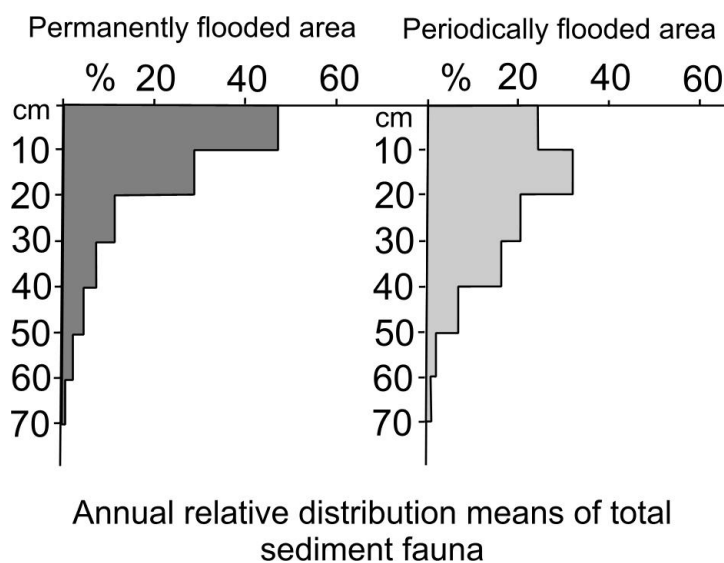 Permanently flooded area
% 20 40 60
cm
10
20
30
40
50
60
70
Periodically flooded area
% 20 40 60
cm
10
20
30
40
50
60
70
Annual relative distribution means of total
sediment fauna